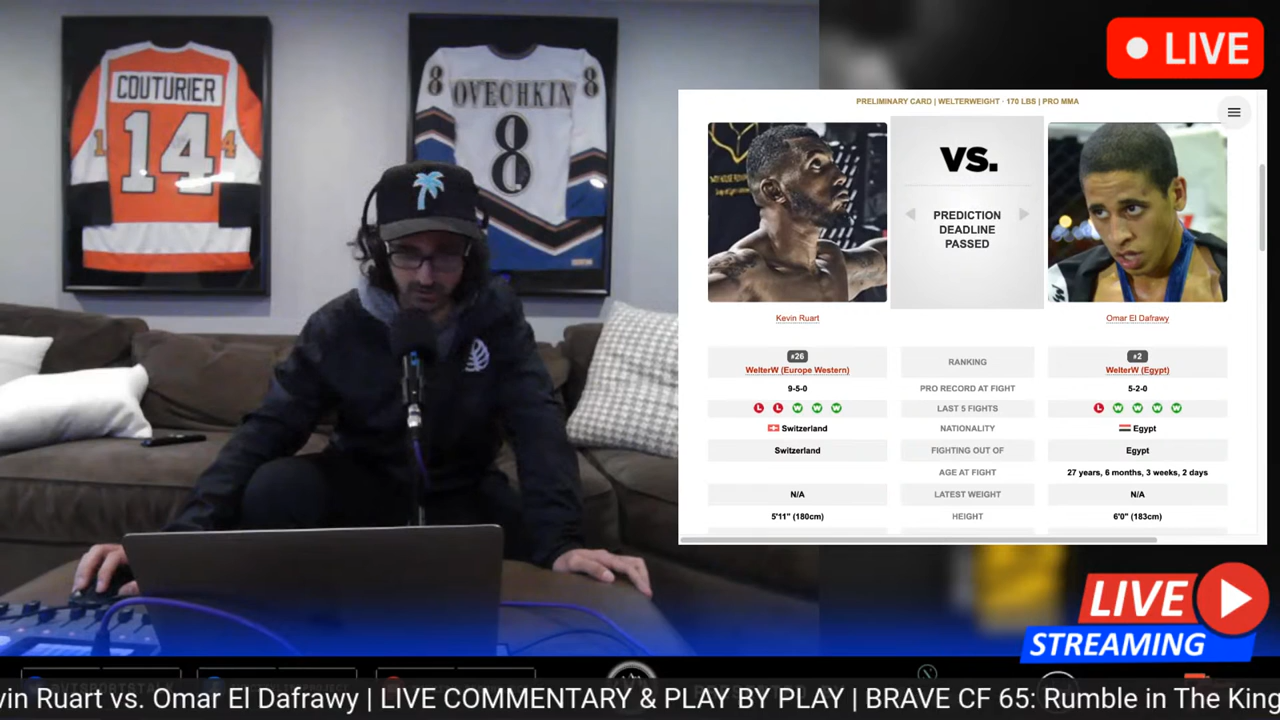 COUTURIER
14
1
4
OVECHKIN
8
8
8
LIVE
PRELIMINARY CARD | WELTERWEIGHT · 170 LBS | PRO MMA
VS.
PREDICTION
DEADLINE
PASSED
Kevin Ruart
Omar El Dafrawy
#26
WelterW (Europe Western)
RANKING
#2
WelterW (Egypt)
9-5-0
PRO RECORD AT FIGHT
5-2-0
L L W W W
LAST 5 FIGHTS
L W W W W
Switzerland
NATIONALITY
Egypt
Switzerland
FIGHTING OUT OF
Egypt
AGE AT FIGHT
27 years, 6 months, 3 weeks, 2 days
N/A
LATEST WEIGHT
N/A
5'11" (180cm)
HEIGHT
6'0" (183cm)
LIVE
STREAMING
vin Ruart vs. Omar El Dafrawy | LIVE COMMENTARY & PLAY BY PLAY | BRAVE CF 65: Rumble in The King